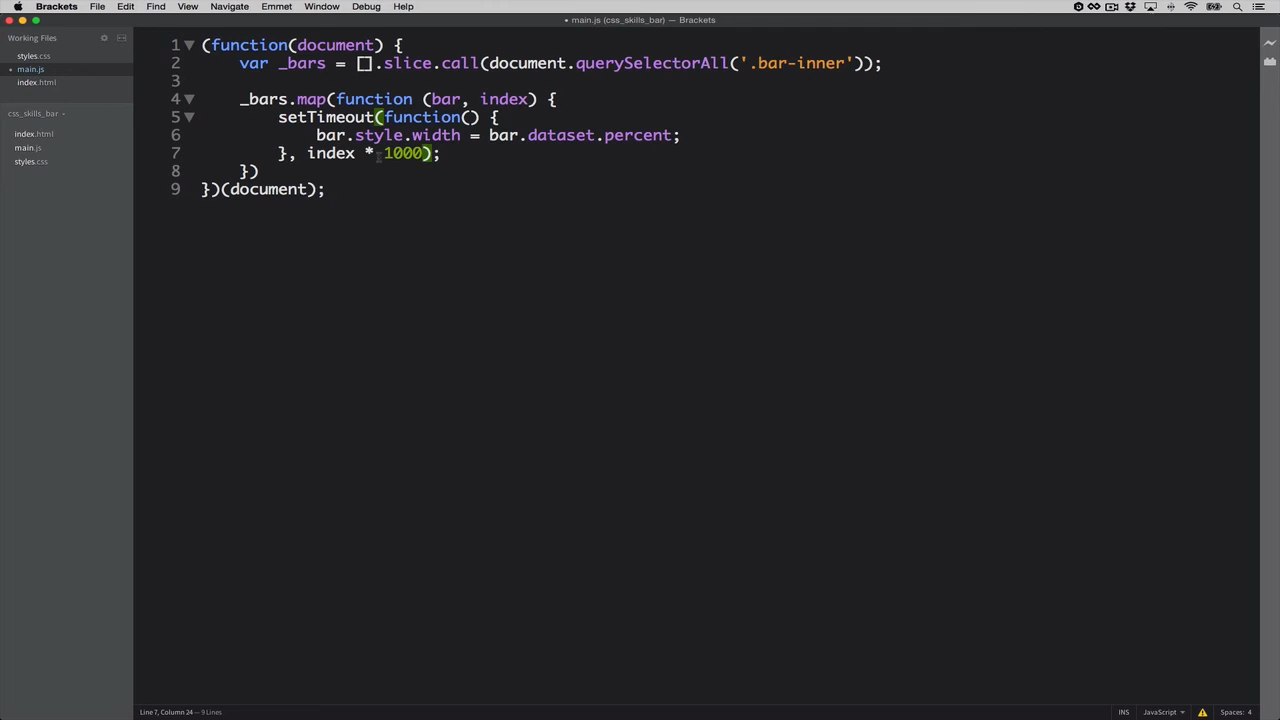 Brackets File Edit Find View Navigate Emmet Window Debug Help
• main.js (css_skills_bar) — Brackets
Working Files
styles.css
• main.js
index.html
css_skills_bar
index.html
main.js
styles.css
1 (function(document) {
2 var _bars = [].slice.call(document.querySelectorAll('.bar-inner'));
3
4 _bars.map(function (bar, index) {
5 setTimeout(function() {
6 bar.style.width = bar.dataset.percent;
7 }, index * 1000);
8 })
9 })(document);
Line 7, Column 24 — 9 Lines
INS JavaScript Spaces: 4